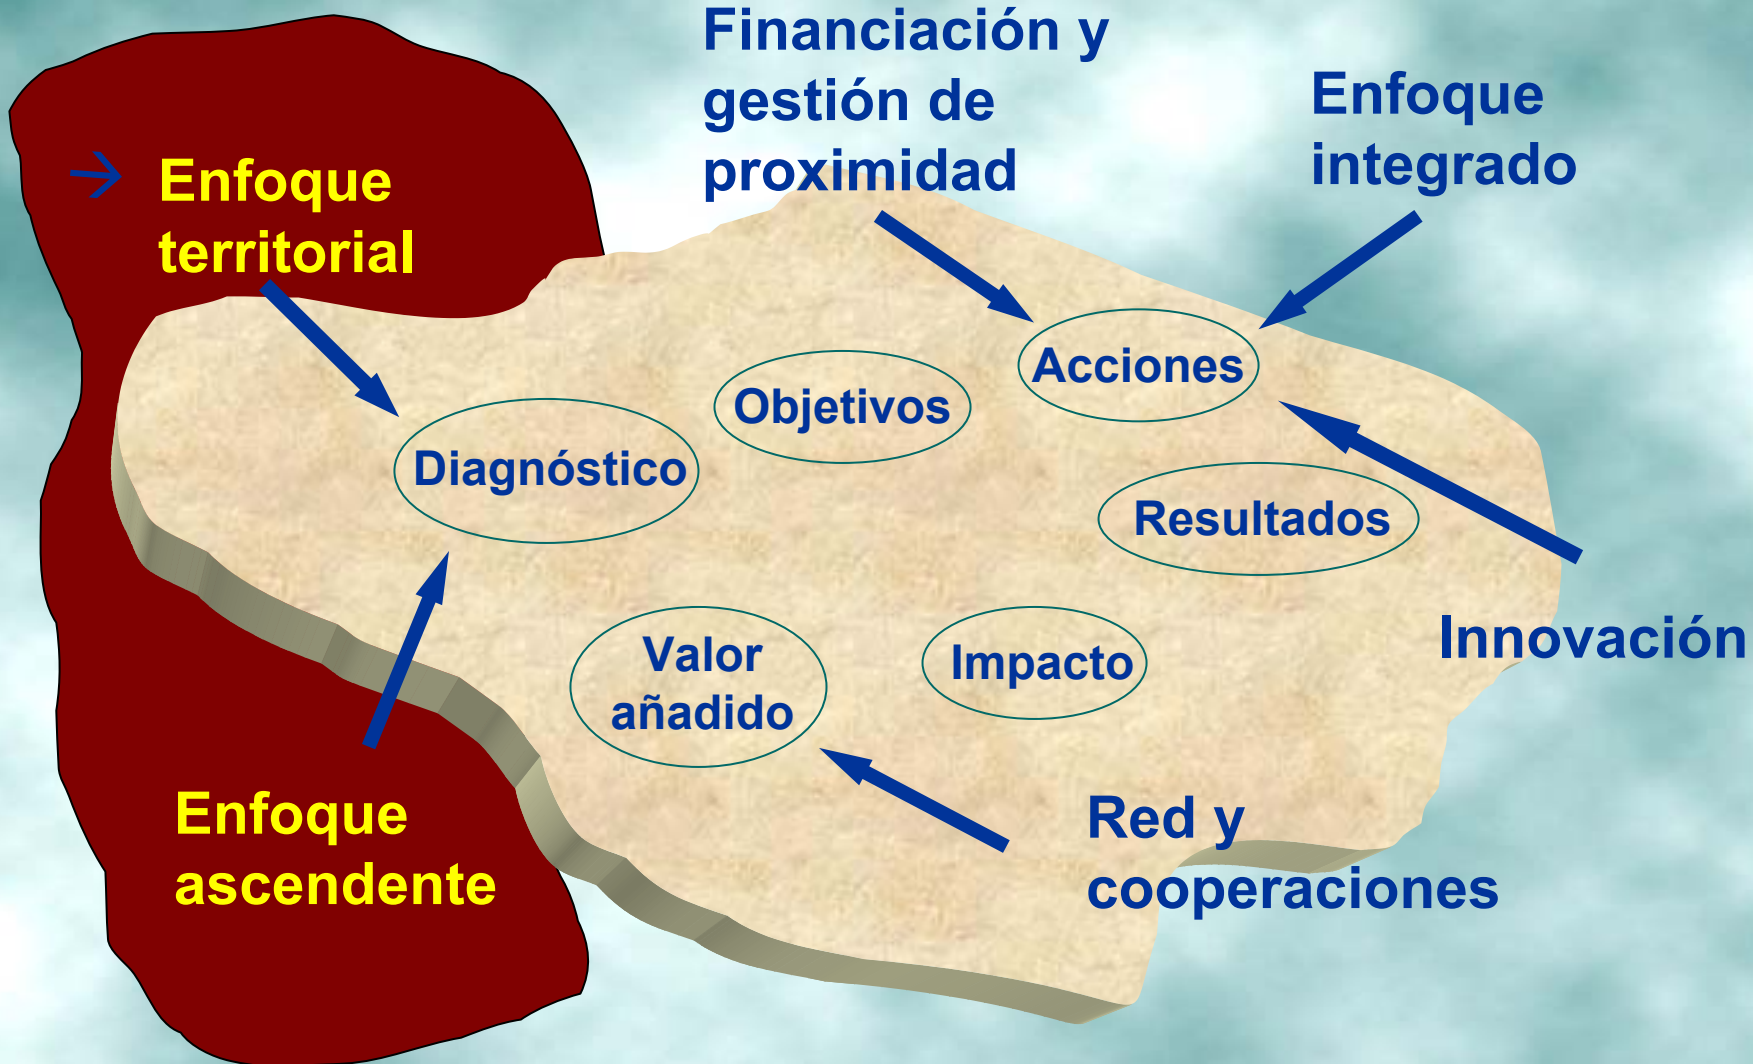 Financiación y
gestión de
proximidad
Enfoque
integrado
→ Enfoque
territorial
Acciones
Objetivos
Diagnóstico
Resultados
Innovación
Valor
añadido
Impacto
Enfoque
ascendente
Red y
cooperaciones